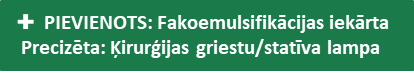 ✚ PIEVIENOTS: Fakoemulsifikācijas iekārta
Precizēta: Ķirurģijas griestu/statīva lampa